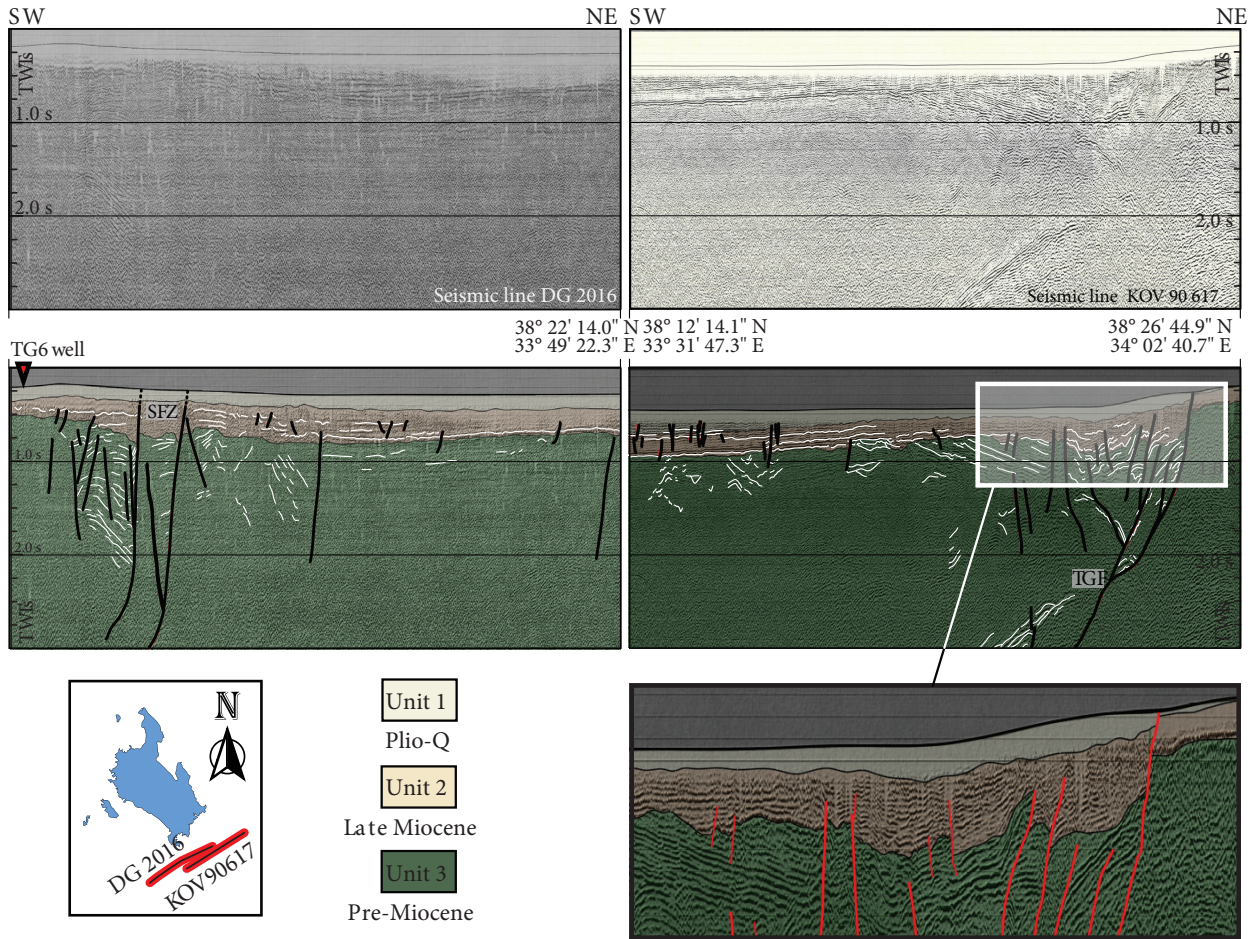 SW NE SW NE
TWTs TWTs
1.0 s 1.0 s
2.0 s 2.0 s
Seismic line DG 2016 Seismic line KOV 90 617
38° 22' 14.0" N 38° 12' 14.1" N 38° 26' 44.9" N
33° 49' 22.3" E 33° 31' 47.3" E 34° 02' 40.7" E
TG6 well
SFZ
1.0 s
2.0 s 2.0 s
TGF
TWTs TWTs
N
DG 2016
KOV90617
Unit 1
Plio-Q
Unit 2
Late Miocene
Unit 3
Pre-Miocene